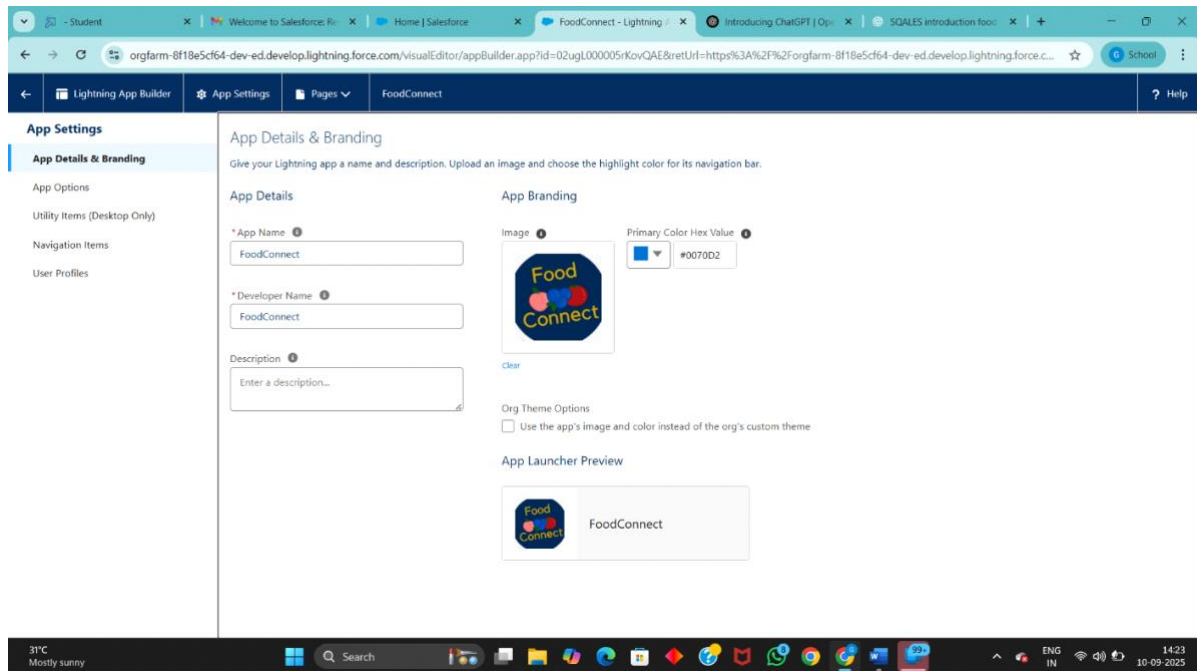 - Student
Welcome to Salesforce: Re
Home | Salesforce
FoodConnect - Lightning A
Introducing ChatGPT | Ope
SQALES introduction food
orgfarm-8f18e5cf64-dev-ed.develop.lightning.force.com/visualEditor/appBuilder.app?id=02ugL000005rKovQAE&retUrl=https%3A%2F%2Forgfarm-8f18e5cf64-dev-ed.develop.lightning.force.c...
G School
Lightning App Builder
App Settings
Pages
FoodConnect
? Help
App Settings
App Details & Branding
App Options
Utility Items (Desktop Only)
Navigation Items
User Profiles
App Details & Branding
Give your Lightning app a name and description. Upload an image and choose the highlight color for its navigation bar.
App Details
*App Name
FoodConnect
*Developer Name
FoodConnect
Description
Enter a description...
App Branding
Image
Primary Color Hex Value
#0070D2
Food
Connect
Clear
Org Theme Options
Use the app's image and color instead of the org's custom theme
App Launcher Preview
Food
Connect
FoodConnect
31°C
Mostly sunny
Search
99+
ENG
IN
14:23
10-09-2025